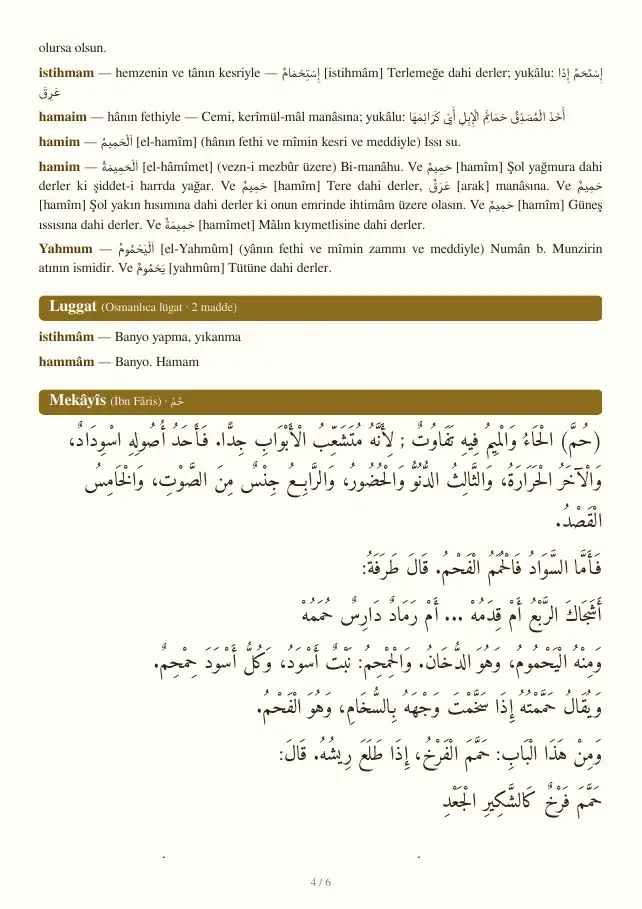 olursa olsun.
istihmam — hemzenin ve tânın kesriyle — إِسْتِحْمَامٌ [istihmâm] Terlemeğe dahi derler; yukâlu: إِسْتَحَمَّ إِذَا
عَرِقَ
hamaim — hânın fethiyle — Cemi, kerîmül-mâl manâsına; yukâlu: أَخَذَ الْمُصَدِّقُ حَمَائِمَ الْإِبِلِ أَيْ كَرَائِمَهَا
hamim — اَلْحَمِيمُ [el-hamîm] (hânın fethi ve mîmin kesri ve meddiyle) Issı su.
hamim — اَلْحَمِيمَةُ [el-hâmîmet] (vezn-i mezbûr üzere) Bi-manâhu. Ve حَمِيمٌ [hamîm] Şol yağmura dahi
derler ki şiddet-i harrda yağar. Ve حَمِيمٌ [hamîm] Tere dahi derler, عَرَقٌ [arak] manâsına. Ve حَمِيمٌ
[hamîm] Şol yakın hısımına dahi derler ki onun emrinde ihtimâm üzere olasın. Ve حَمِيمٌ [hamîm] Güneş
ıssısına dahi derler. Ve حَمِيمَةٌ [hamîmet] Mâlın kıymetlisine dahi derler.
Yahmum — اَلْيَحْمُومُ [el-Yahmûm] (yânın fethi ve mîmin zammı ve meddiyle) Numân b. Munzirin
atının ismidir. Ve يَحْمُومٌ [yahmûm] Tütüne dahi derler.
Luggat (Osmanlıca lügat · 2 madde)
istihmâm — Banyo yapma, yıkanma
hammâm — Banyo. Hamam
Mekâyîs (İbn Fâris) · حُمَّ
(حُمَّ) الْحَاءُ وَالْمِيمُ فِيهِ تَفَاوُتٌ ; لِأَنَّهُ مُتَشَعِّبُ الْأَبْوَابِ جِدًّا. فَأَحَدُ أُصُولِهِ اسْوِدَادٌ،
وَالْآخَرُ الْحَرَارَةُ، وَالثَّالِثُ الدُّنُوُّ وَالْحُضُورُ، وَالرَّابِعُ جِنْسٌ مِنَ الصَّوْتِ، وَالْخَامِسُ
الْقَصْدُ.
فَأَمَّا السَّوَادُ فَالْحُمَمُ الْفَحْمُ. قَالَ طَرَفَةُ:
أَشَجَاكَ الرَّبْعُ أَمْ قِدَمُهْ ... أَمْ رَمَادٌ دَارِسٌ حُمَمُهْ
وَمِنْهُ الْيَحْمُومُ، وَهُوَ الدُّخَانُ. وَالْحِمْحِمُ: نَبْتٌ أَسْوَدُ، وَكُلُّ أَسْوَدَ حِمْحِمٌ.
وَيُقَالُ حَمَّمْتُهُ إِذَا سَخَّمْتَ وَجْهَهُ بِالسُّخَامِ، وَهُوَ الْفَحْمُ.
وَمِنْ هَذَا الْبَابِ: حَمَّمَ الْفَرْخُ، إِذَا طَلَعَ رِيشُهُ. قَالَ:
حَمَّمَ فَرْخٌ كَالشَّكِيرِ الْجَعْدِ
4 / 6